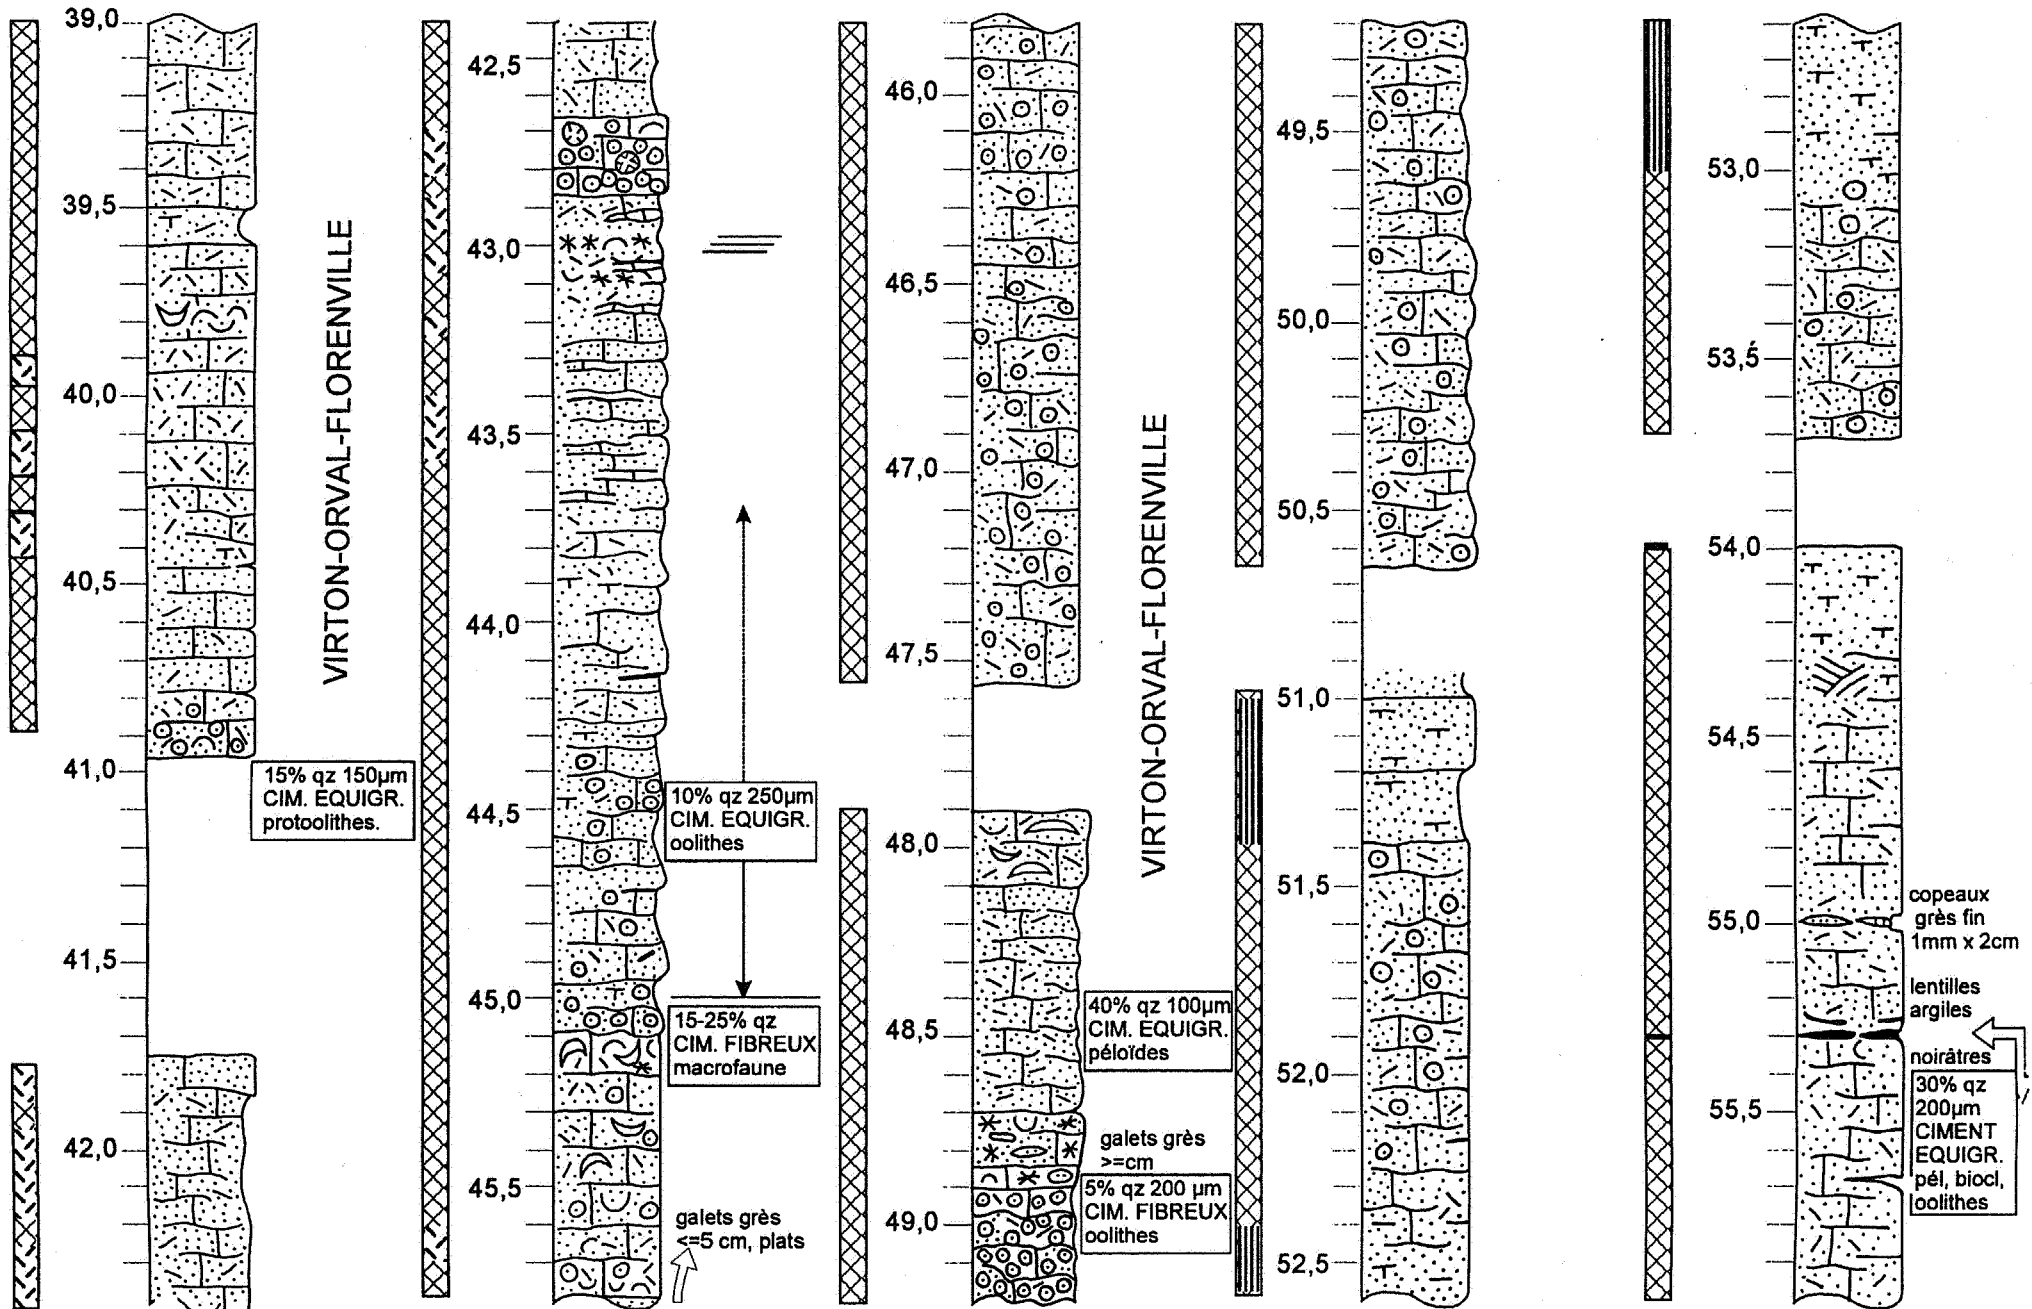 39,0
39,5
40,0
40,5
41,0
41,5
42,0
VIRTON-ORVAL-FLORENVILLE
15% qz 150µm
CIM. EQUIGR.
protoolithes.
42,5
43,0
43,5
44,0
44,5
45,0
45,5
10% qz 250µm
CIM. EQUIGR.
oolithes
15-25% qz
CIM. FIBREUX
macrofaune
galets grès
<=5 cm, plats
46,0
46,5
47,0
47,5
48,0
48,5
49,0
VIRTON-ORVAL-FLORENVILLE
40% qz 100µm
CIM. EQUIGR.
péloïdes
galets grès
>=cm
5% qz 200 µm
CIM. FIBREUX
oolithes
49,5
50,0
50,5
51,0
51,5
52,0
52,5
53,0
53,5
54,0
54,5
55,0
55,5
copeaux
grès fin
1mm x 2cm
lentilles
argiles
noirâtres
30% qz
200µm
CIMENT
EQUIGR.
pél, biocl,
oolithes